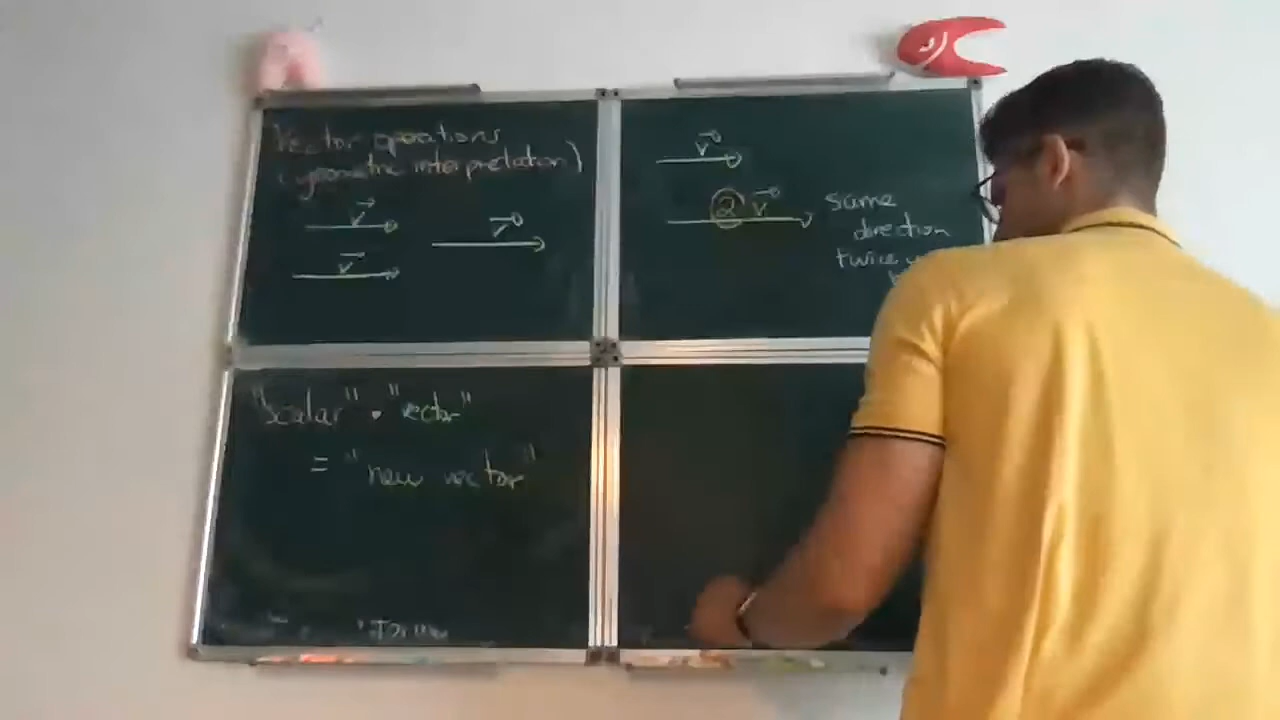 Vector operations
(geometric interpretation)
v
v
v
v
2 v
same
direction
twice
"scalar" • "vector"
= "new vector"